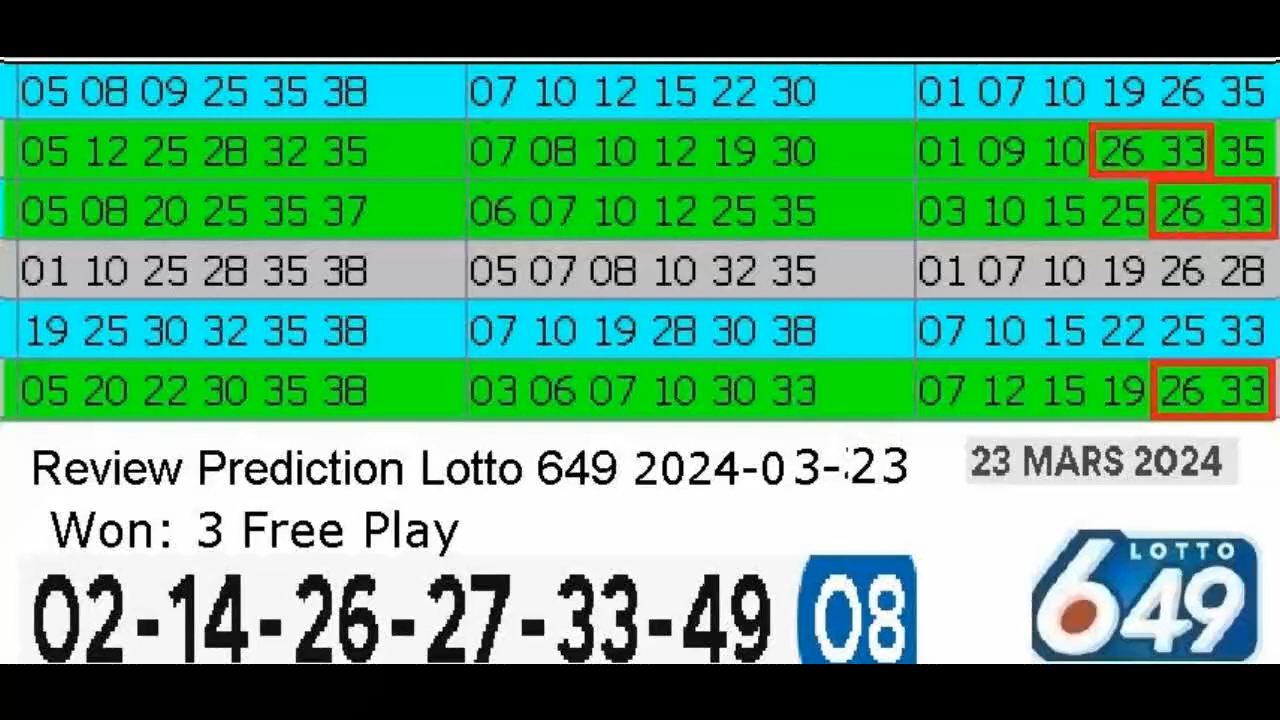 05 08 09 25 35 38 07 10 12 15 22 30 01 07 10 19 26 35
05 12 25 28 32 35 07 08 10 12 19 30 01 09 10 26 33 35
05 08 20 25 35 37 06 07 10 12 25 35 03 10 15 25 26 33
01 10 25 28 35 38 05 07 08 10 32 35 01 07 10 19 26 28
19 25 30 32 35 38 07 10 19 28 30 38 07 10 15 22 25 33
05 20 22 30 35 38 03 06 07 10 30 33 07 12 15 19 26 33
Review Prediction Lotto 649 2024-03-23
23 MARS 2024
Won: 3 Free Play
02-14-26-27-33-49 08
LOTTO
649